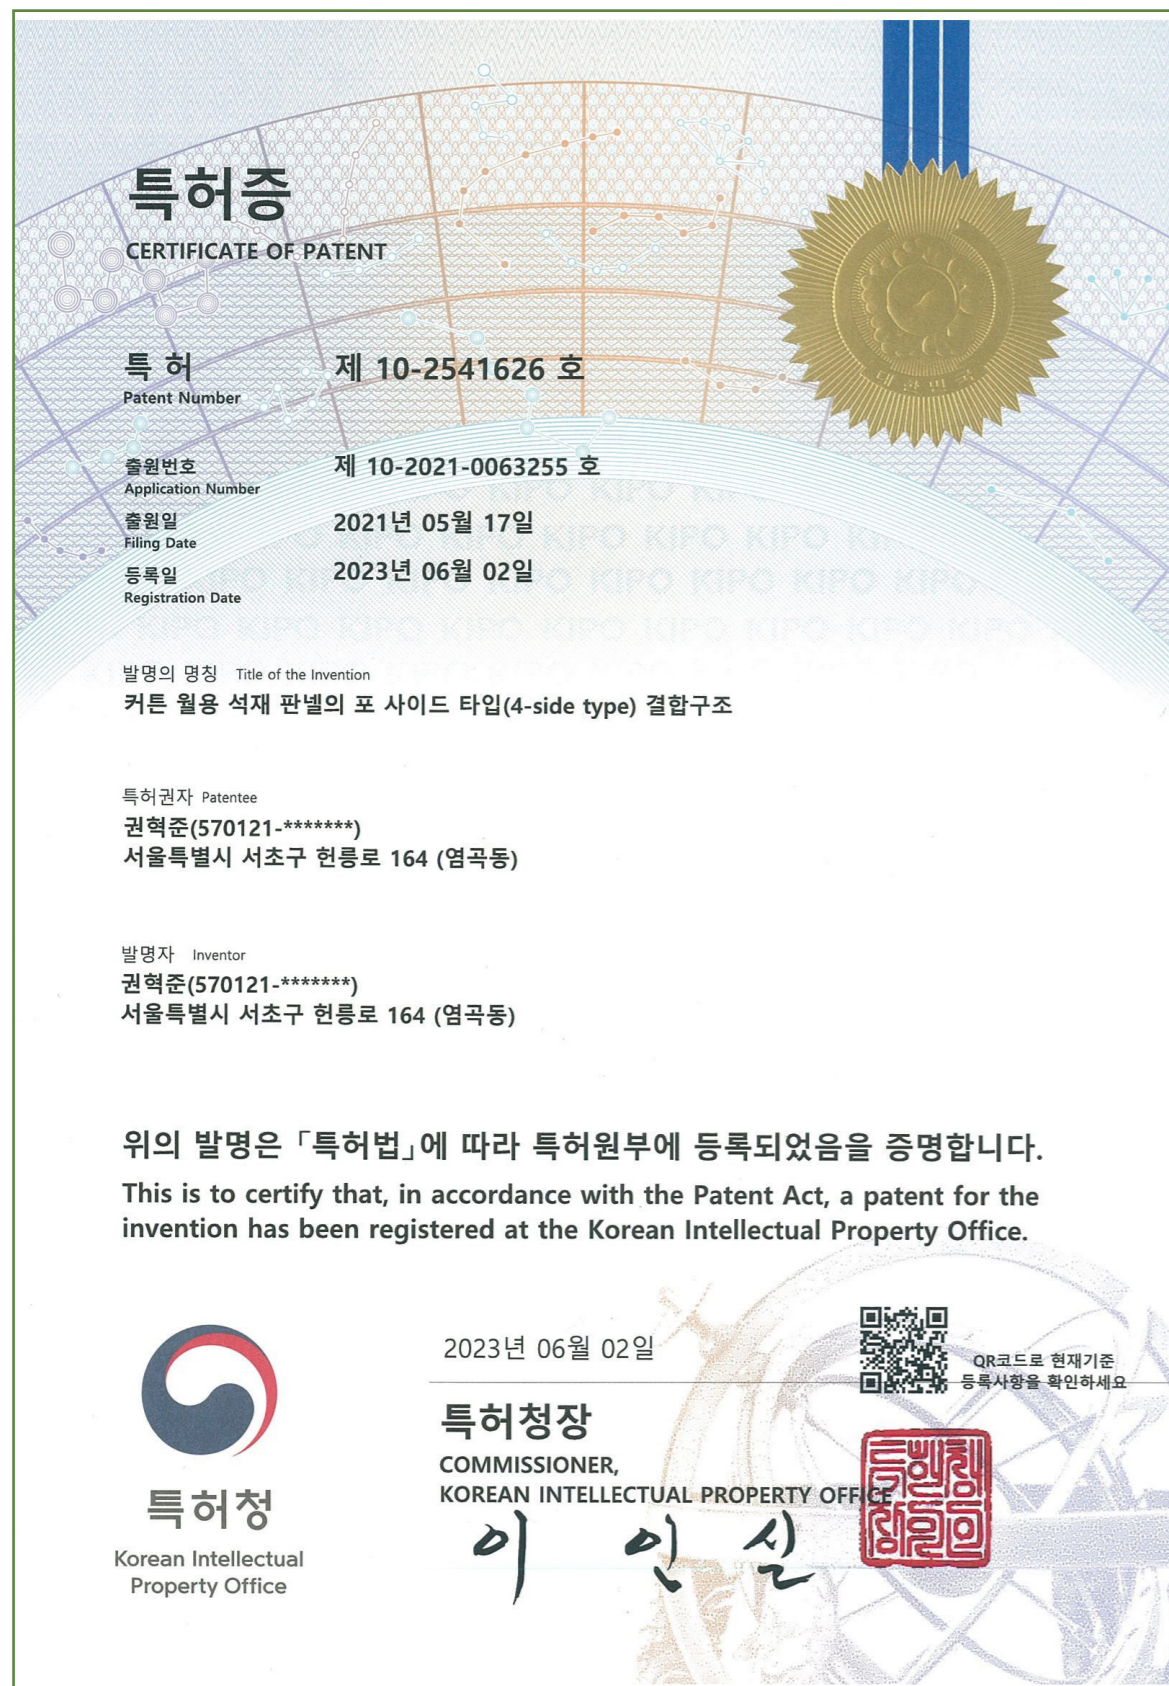 특허증
CERTIFICATE OF PATENT
특 허 제 10-2541626 호
Patent Number
출원번호 제 10-2021-0063255 호
Application Number
출원일 2021년 05월 17일
Filing Date
등록일 2023년 06월 02일
Registration Date
발명의 명칭 Title of the Invention
커튼 월용 석재 판넬의 포 사이드 타입(4-side type) 결합구조
특허권자 Patentee
권혁준(570121-*******)
서울특별시 서초구 헌릉로 164 (염곡동)
발명자 Inventor
권혁준(570121-*******)
서울특별시 서초구 헌릉로 164 (염곡동)
위의 발명은 「특허법」에 따라 특허원부에 등록되었음을 증명합니다.
This is to certify that, in accordance with the Patent Act, a patent for the
invention has been registered at the Korean Intellectual Property Office.
2023년 06월 02일
QR코드로 현재기준
등록사항을 확인하세요
특허청장
COMMISSIONER,
KOREAN INTELLECTUAL PROPERTY OFFICE
이 인 실
특허청
Korean Intellectual
Property Office